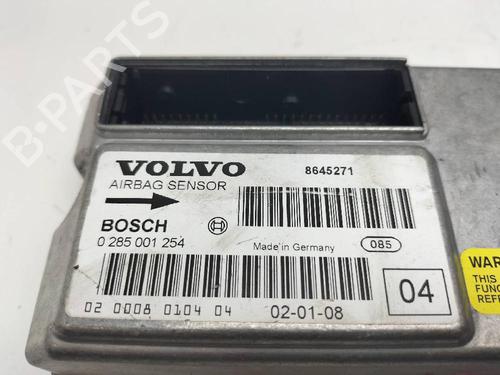 VOLVO
8645271
AIRBAG SENSOR
BOSCH
0 285 001 254
Made in Germany
085
04
02 0008 0104 04
02-01-08
WAR
THIS
FUNC
REFE
B-PARTS